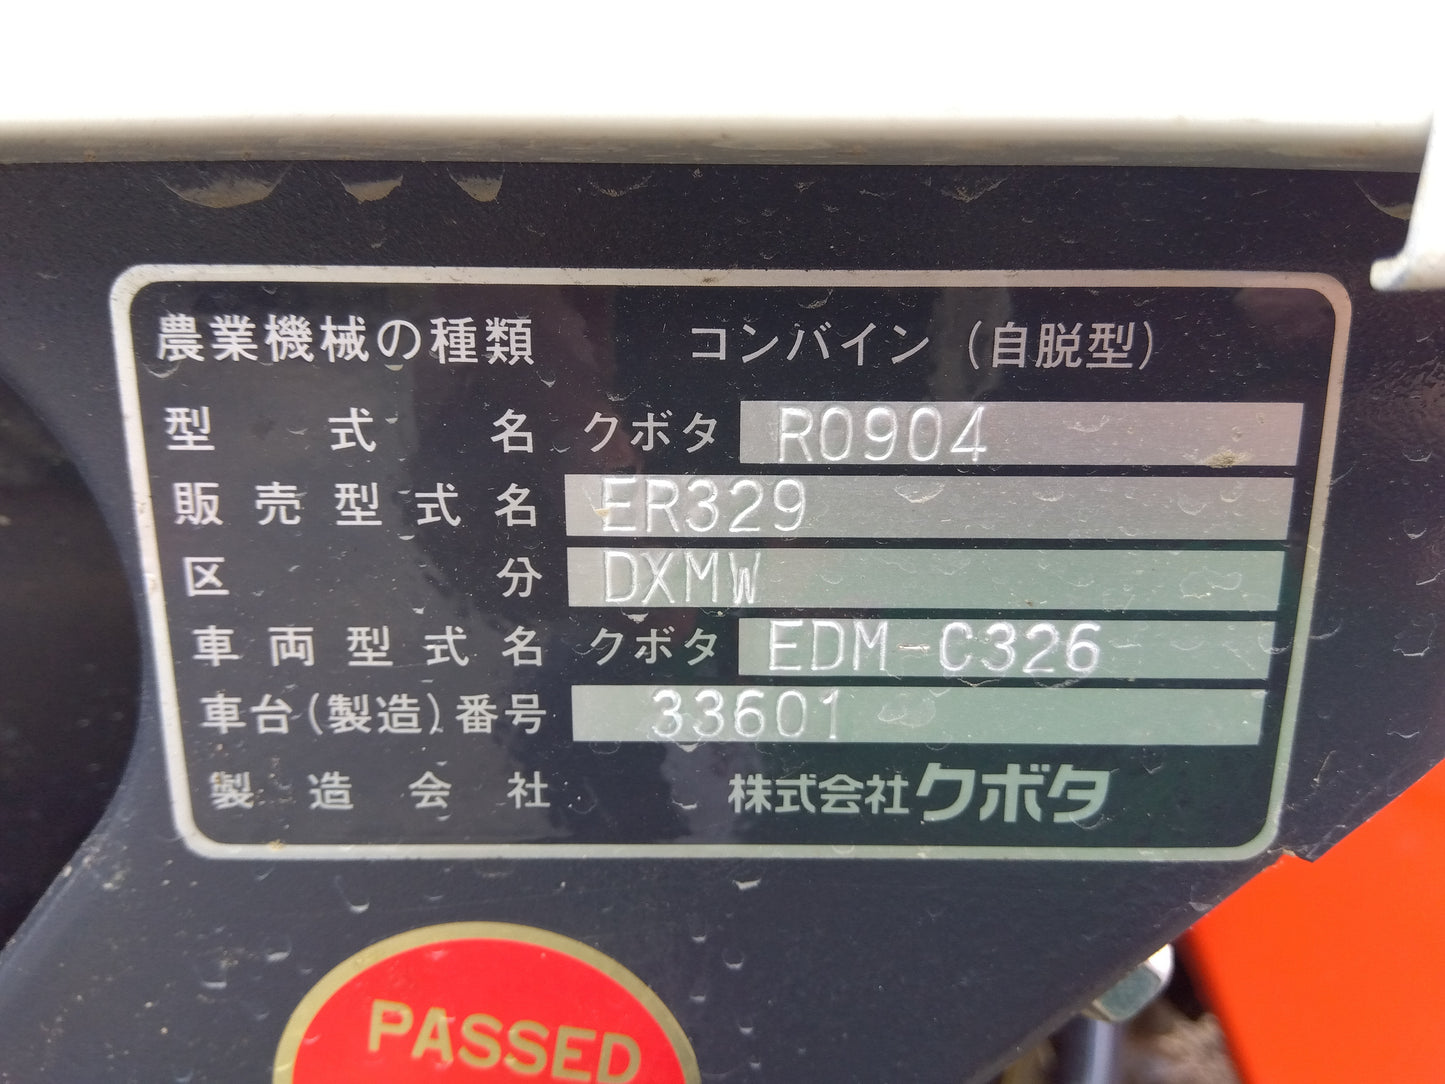 農業機械の種類 コンバイン (自脱型)
型式名 クボタ R0904
販売型式名 ER329
区分 DXMW
車両型式名 クボタ EDM-C326
車台(製造)番号 33601
製造会社 株式会社クボタ
PASSED